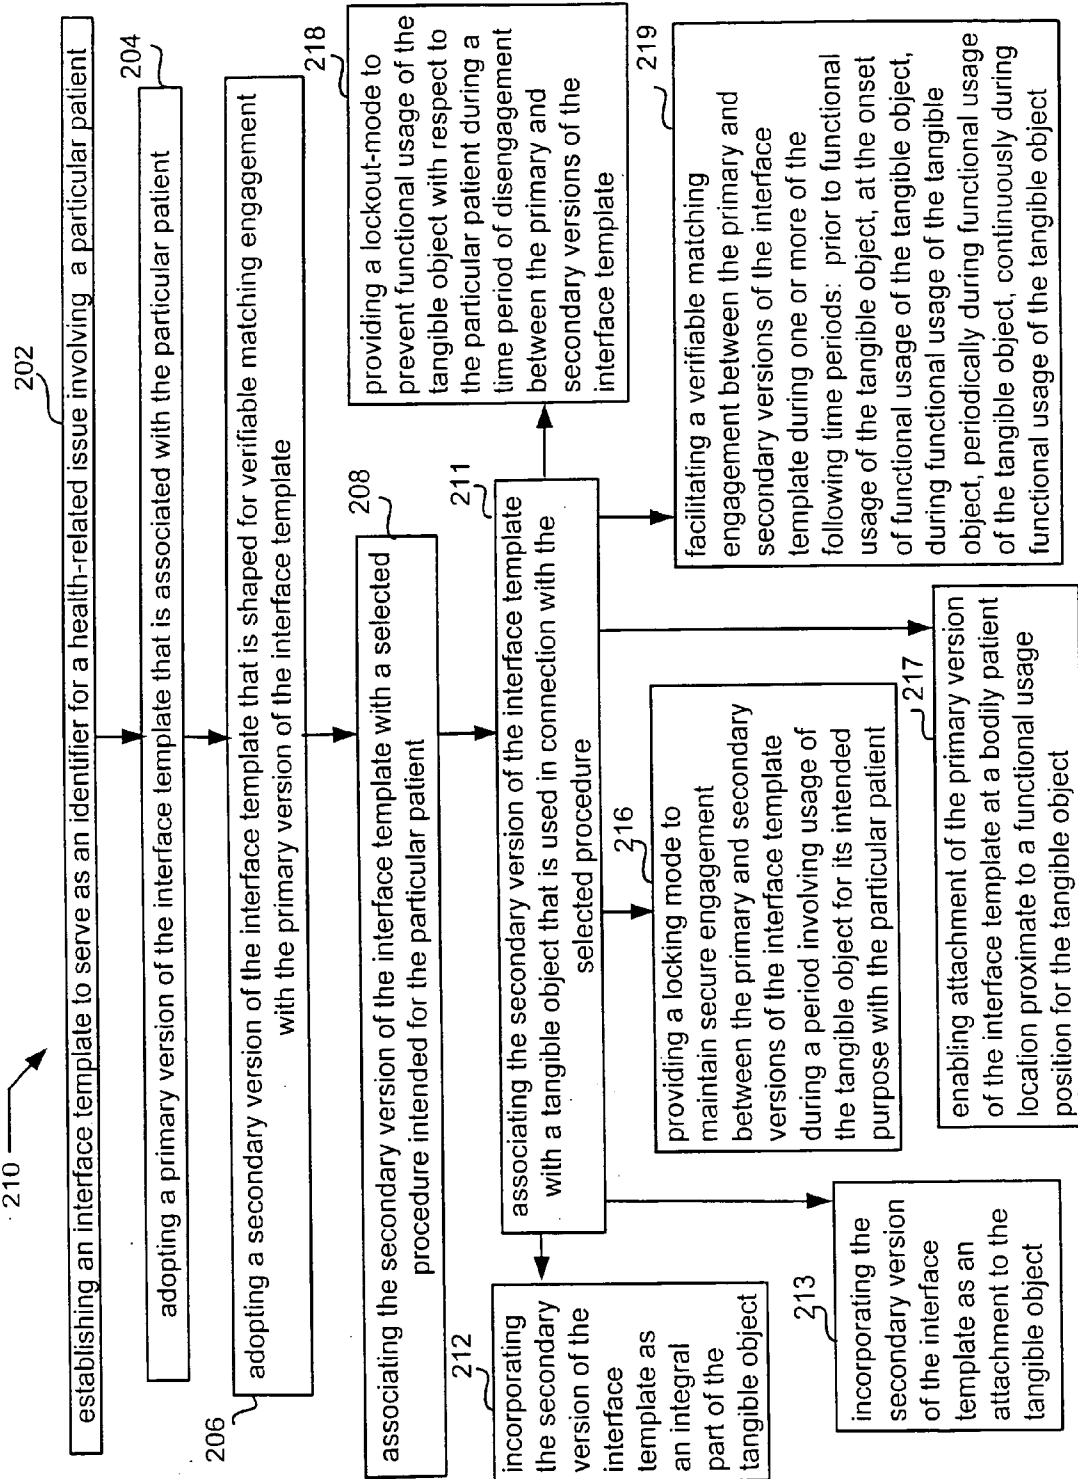 210
202
establishing an interface template to serve as an identifier for a health-related issue involving a particular patient
204
adopting a primary version of the interface template that is associated with the particular patient
206
adopting a secondary version of the interface template that is shaped for verifiable matching engagement
with the primary version of the interface template
208
associating the secondary version of the interface template with a selected
procedure intended for the particular patient
211
associating the secondary version of the interface template
with a tangible object that is used in connection with the
selected procedure
212
incorporating
the secondary
version of the
interface
template as
an integral
part of the
tangible object
213
incorporating the
secondary version
of the interface
template as an
attachment to the
tangible object
216
providing a locking mode to
maintain secure engagement
between the primary and secondary
versions of the interface template
during a period involving usage of
the tangible object for its intended
purpose with the particular patient
217
enabling attachment of the primary version
of the interface template at a bodily patient
location proximate to a functional usage
position for the tangible object
218
providing a lockout-mode to
prevent functional usage of the
tangible object with respect to
the particular patient during a
time period of disengagement
between the primary and
secondary versions of the
interface template
219
facilitating a verifiable matching
engagement between the primary and
secondary versions of the interface
template during one or more of the
following time periods: prior to functional
usage of the tangible object, at the onset
of functional usage of the tangible object,
during functional usage of the tangible
object, periodically during functional usage
of the tangible object, continuously during
functional usage of the tangible object